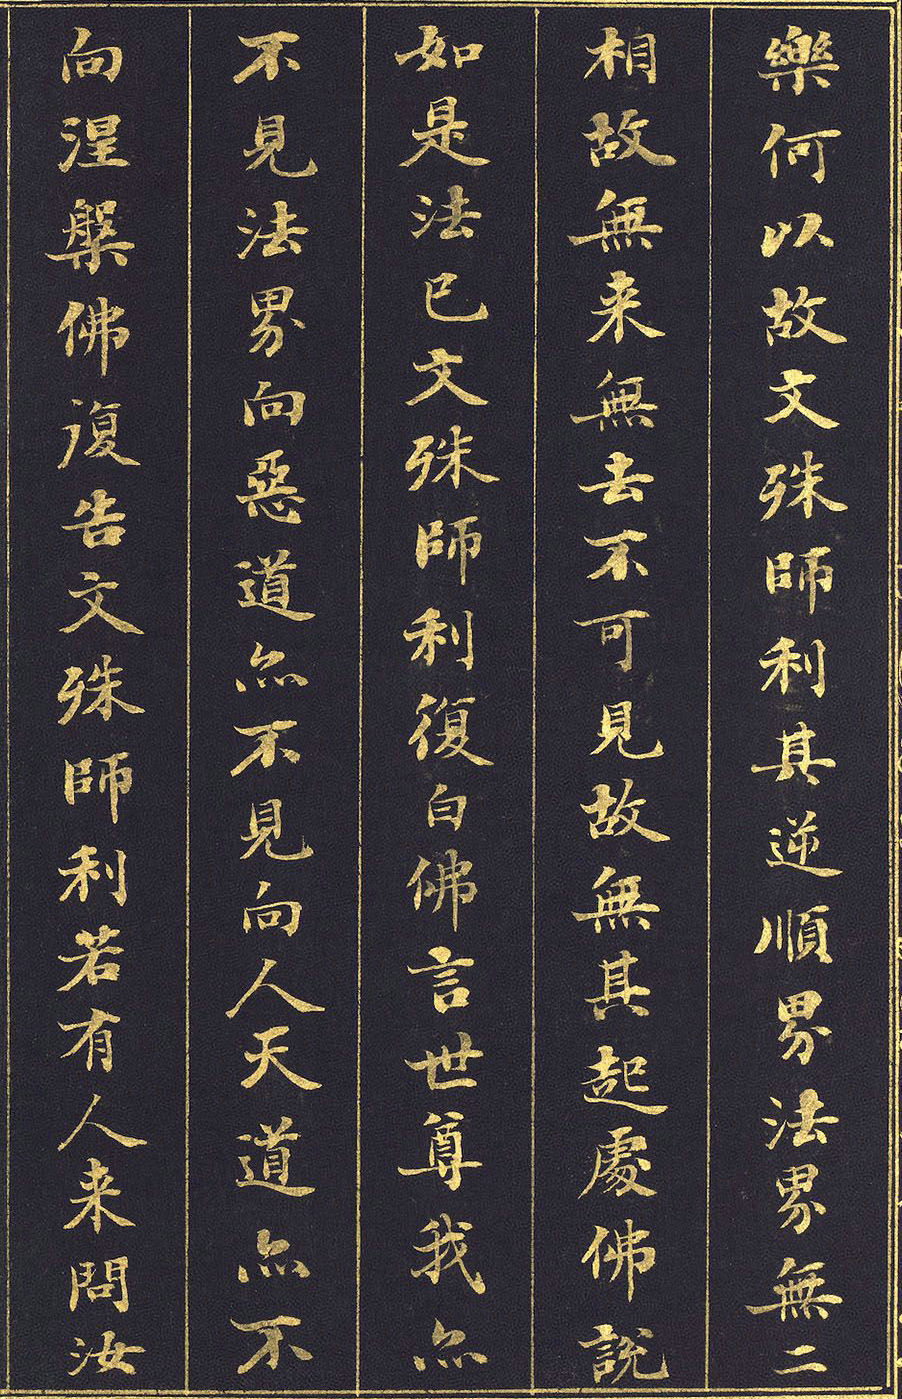 樂何以故文殊師利其逆順界法界無二
相故無来無去不可見故無其起處佛說
如是法已文殊師利復白佛言世尊我亦
不見法界向惡道亦不見向人天道亦不
向涅槃佛復告文殊師利若有人来問汝